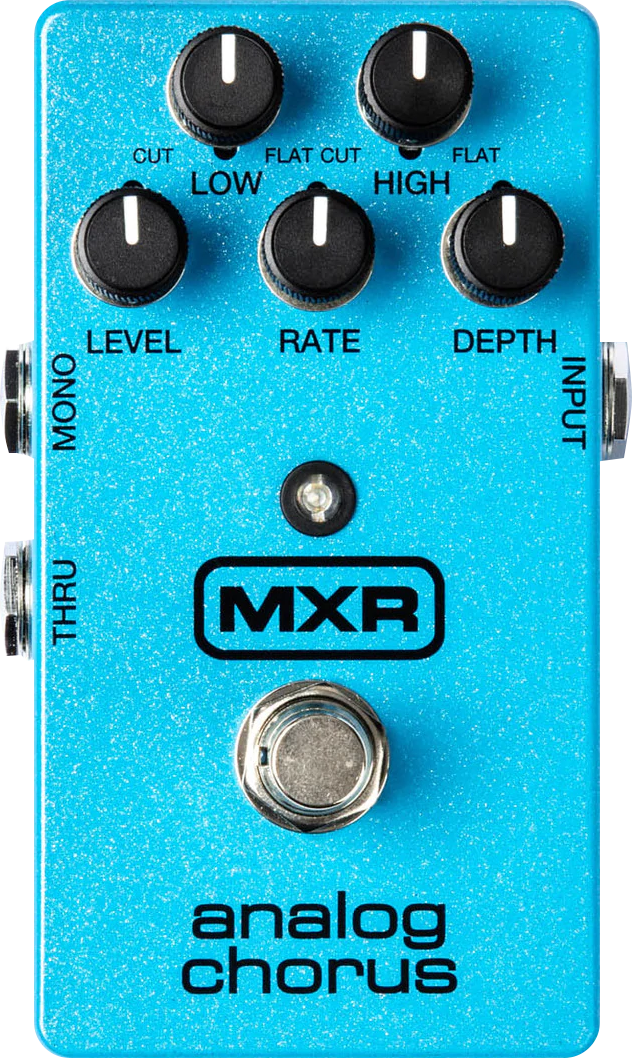 CUT FLAT CUT FLAT
LOW HIGH
LEVEL RATE DEPTH
MONO
INPUT
THRU
MXR
analog
chorus